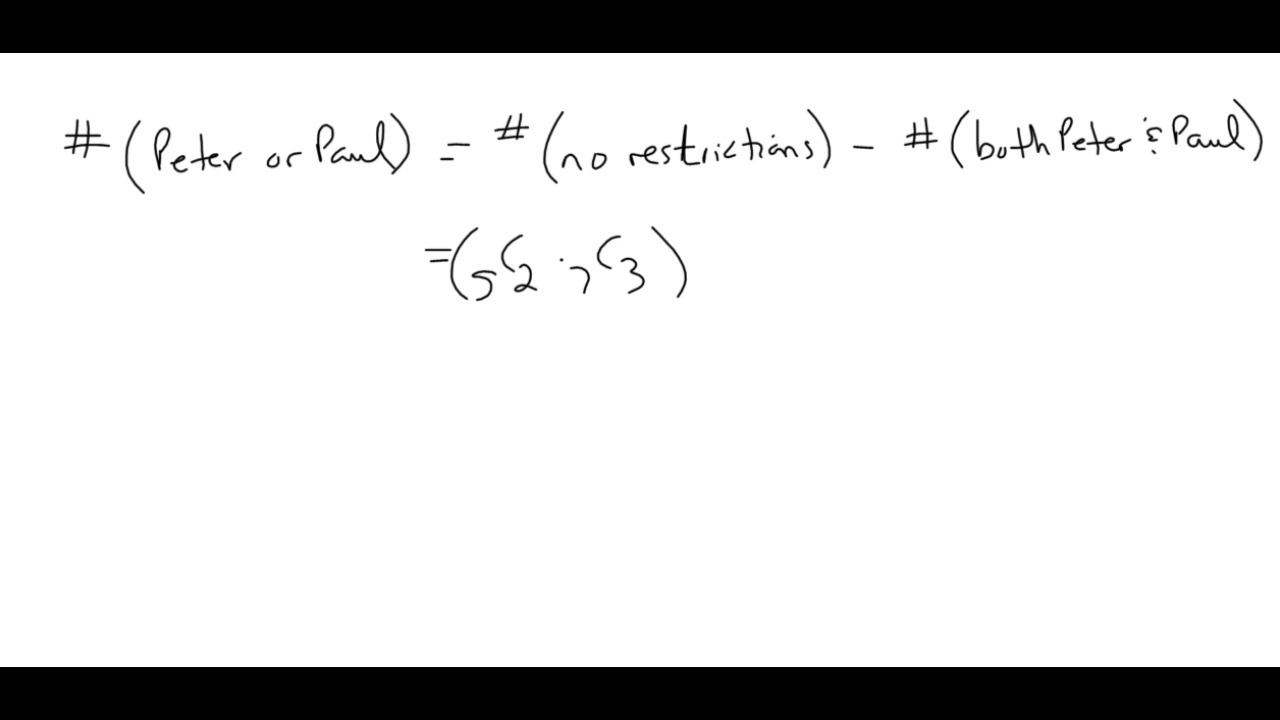 #(Peter or Paul) = #(no restrictions) - #(both Peter & Paul)
=(5C2 · 7C3)